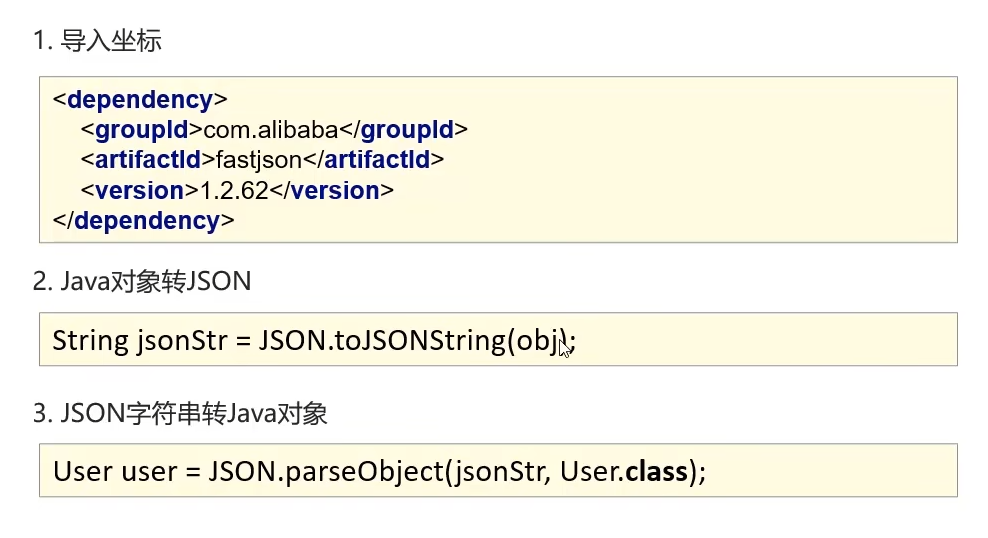 1. 导入坐标
<dependency>
<groupId>com.alibaba</groupId>
<artifactId>fastjson</artifactId>
<version>1.2.62</version>
</dependency>
2. Java对象转JSON
String jsonStr = JSON.toJSONString(obj);
3. JSON字符串转Java对象
User user = JSON.parseObject(jsonStr, User.class);